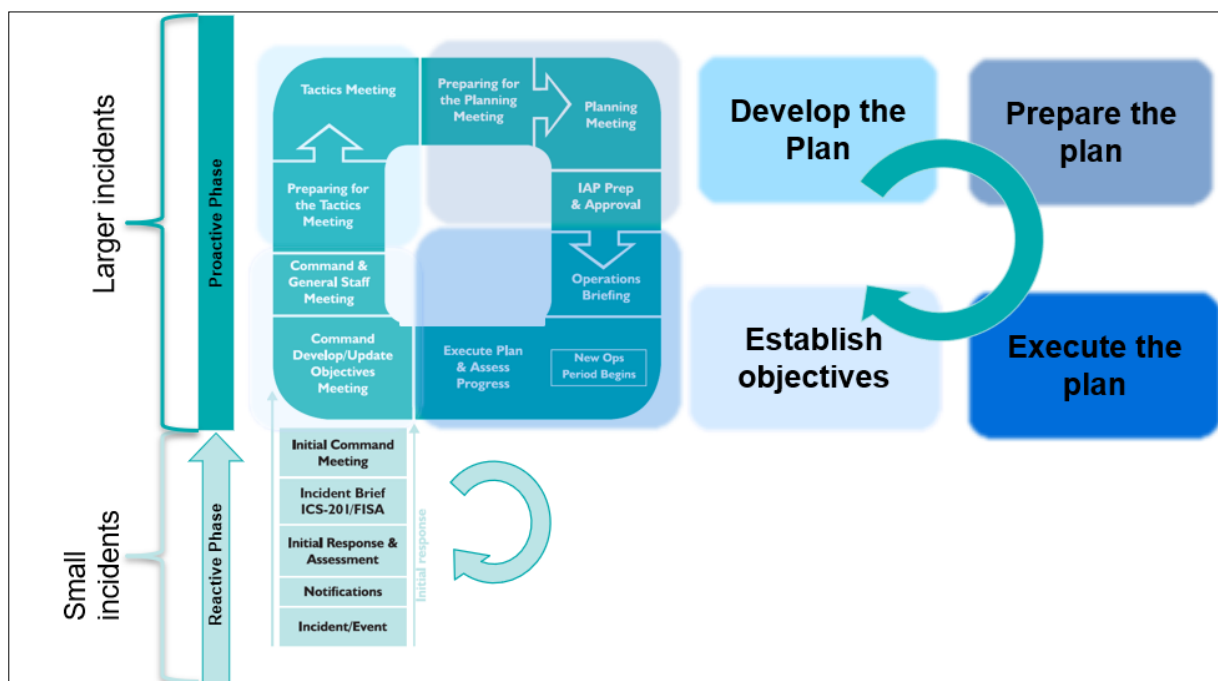 Larger incidents
Proactive Phase
Small
incidents
Reactive Phase
Tactics Meeting
Preparing for
the Planning
Meeting
Planning
Meeting
Preparing for
the Tactics
Meeting
IAP Prep
& Approval
Command &
General Staff
Meeting
Operations
Briefing
Command
Develop/Update
Objectives
Meeting
Execute Plan
& Assess
Progress
New Ops
Period Begins
Initial Command
Meeting
Incident Brief
ICS-201/FISA
Initial Response &
Assessment
Notifications
Incident/Event
Initial response
Develop the
Plan
Prepare the
plan
Establish
objectives
Execute the
plan